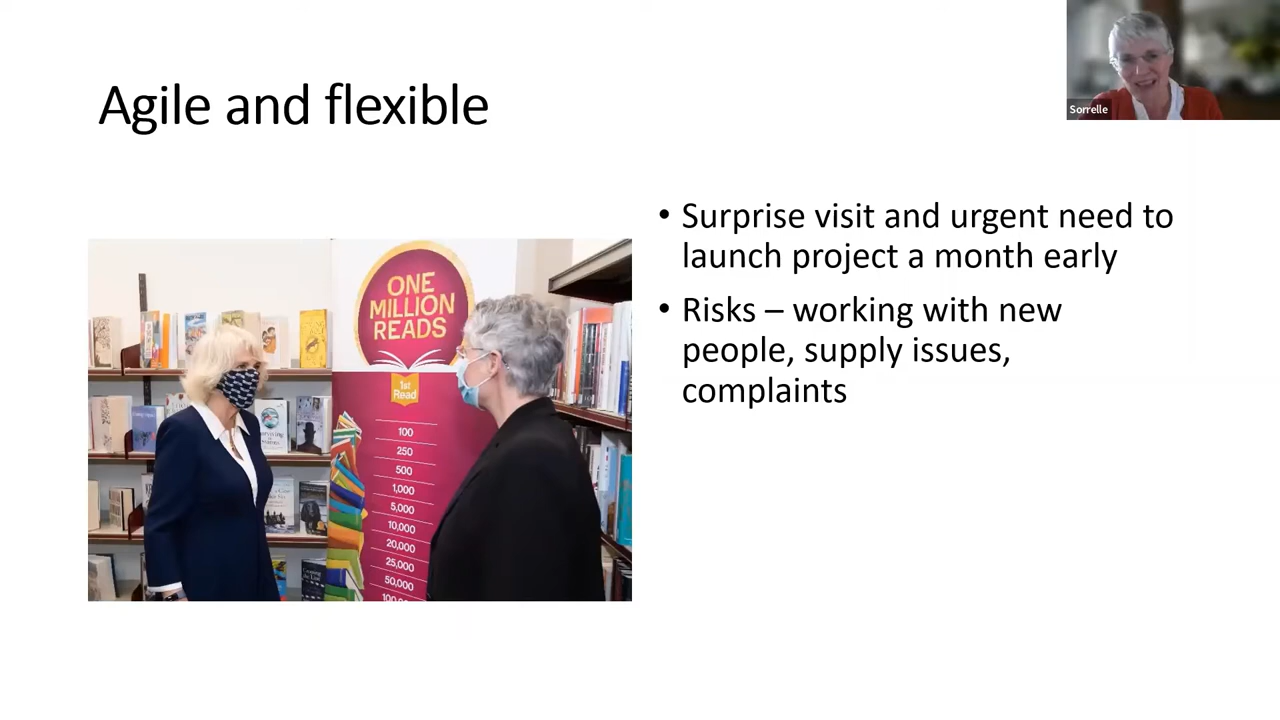 Agile and flexible
Sorrelle
• Surprise visit and urgent need to
launch project a month early
• Risks – working with new
people, supply issues,
complaints
ONE
MILLION
READS
1st
Read
100
250
500
1,000
5,000
10,000
20,000
25,000
50,000